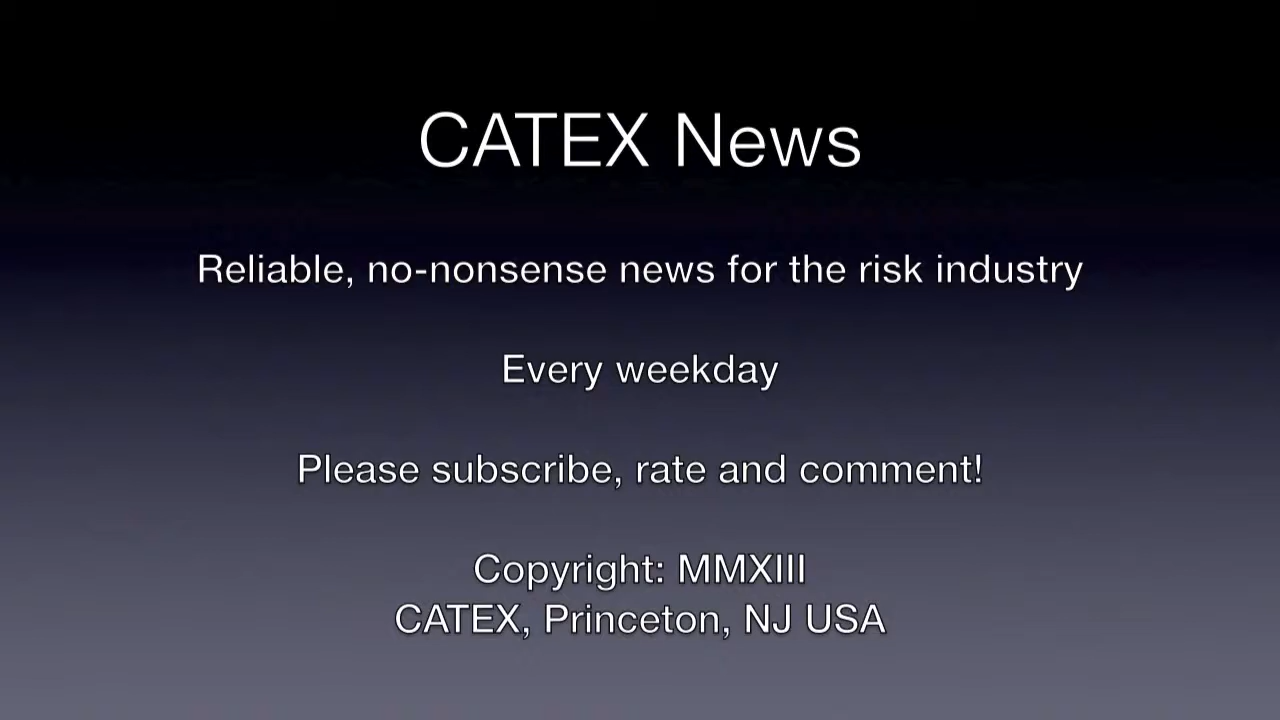 CATEX News
Reliable, no-nonsense news for the risk industry
Every weekday
Please subscribe, rate and comment!
Copyright: MMXIII
CATEX, Princeton, NJ USA